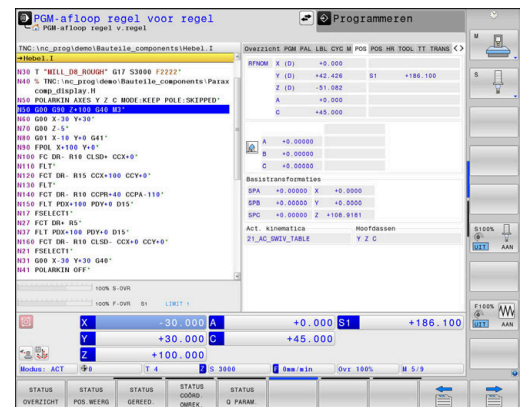 PGM-afloop regel voor regel
PGM-afloop regel v.regel
Programmeren
TNC:\nc_prog\demo\Bauteile_components\Hebel.I
→Hebel.I
N30 T "MILL_D8_ROUGH" G17 S3000 F2222*
N40 % TNC:\nc_prog\demo\Bauteile_components\Parax
comp_display.H
N50 POLARKIN AXES Y Z C MODE:KEEP POLE:SKIPPED*
N50 G00 G90 Z+100 G40 M3*
N60 G00 X-30 Y+30*
N70 G00 Z-5*
N80 G01 X-10 Y+0 G41*
N90 FPOL X+100 Y+0*
N100 FC DR- R10 CLSD+ CCX+0*
N110 FLT*
N120 FCT DR- R15 CCX+100 CCY+0*
N130 FLT*
N140 FCT DR- R10 CCPR+40 CCPA-110*
N150 FLT PDX+100 PDY+0 D15*
N17 FSELECT1*
N27 FCT DR+ R5*
N37 FLT PDX+100 PDY+0 D15*
N160 FCT DR- R10 CLSD- CCX+0 CCY+0*
N21 FSELECT1*
N31 G00 X-30 Y+30 G40*
N41 POLARKIN OFF*
100% S-OVR
100% F-OVR S1 LIMIT 1
Overzicht PGM PAL LBL CYC M POS POS HR TOOL TT TRANS
RFNOM X (D) +0.000
Y (D) +42.426 S1 +186.100
Z (D) -51.082
A +0.000
C +45.000
A +0.00000
B +0.00000
C +0.00000
Basistransformaties
SPA +0.00000 X +0.0000
SPB +0.00000 Y +0.0000
SPC +0.00000 Z +108.9181
Act. kinematica Hoofdassen
21_AC_SWIV_TABLE Y Z C
M
S
S100%
UIT AAN
F100%
UIT AAN
X -30.000 A +0.000 S1 +186.100
Y +30.000 C +45.000
Z +100.000
Modus: ACT 0 T 4 Z S 3000 F 0mm/min Ovr 100% M 5/9
STATUS OVERZICHT
STATUS POS.WEERG
STATUS GEREED.
STATUS COÖRD. OMREK.
STATUS Q PARAM.